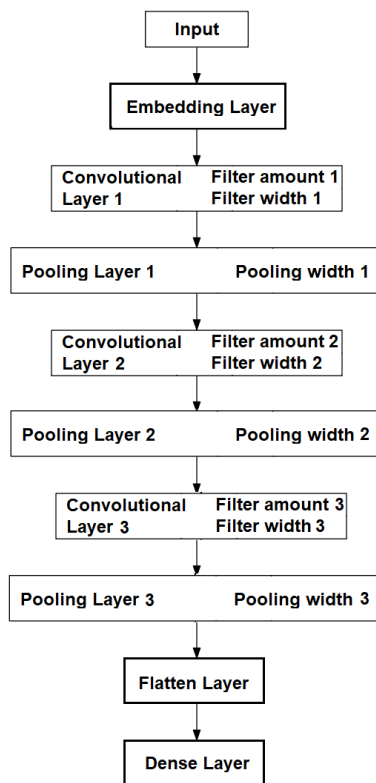 Input
Embedding Layer
Convolutional Filter amount 1
Layer 1 Filter width 1
Pooling Layer 1 Pooling width 1
Convolutional Filter amount 2
Layer 2 Filter width 2
Pooling Layer 2 Pooling width 2
Convolutional Filter amount 3
Layer 3 Filter width 3
Pooling Layer 3 Pooling width 3
Flatten Layer
Dense Layer